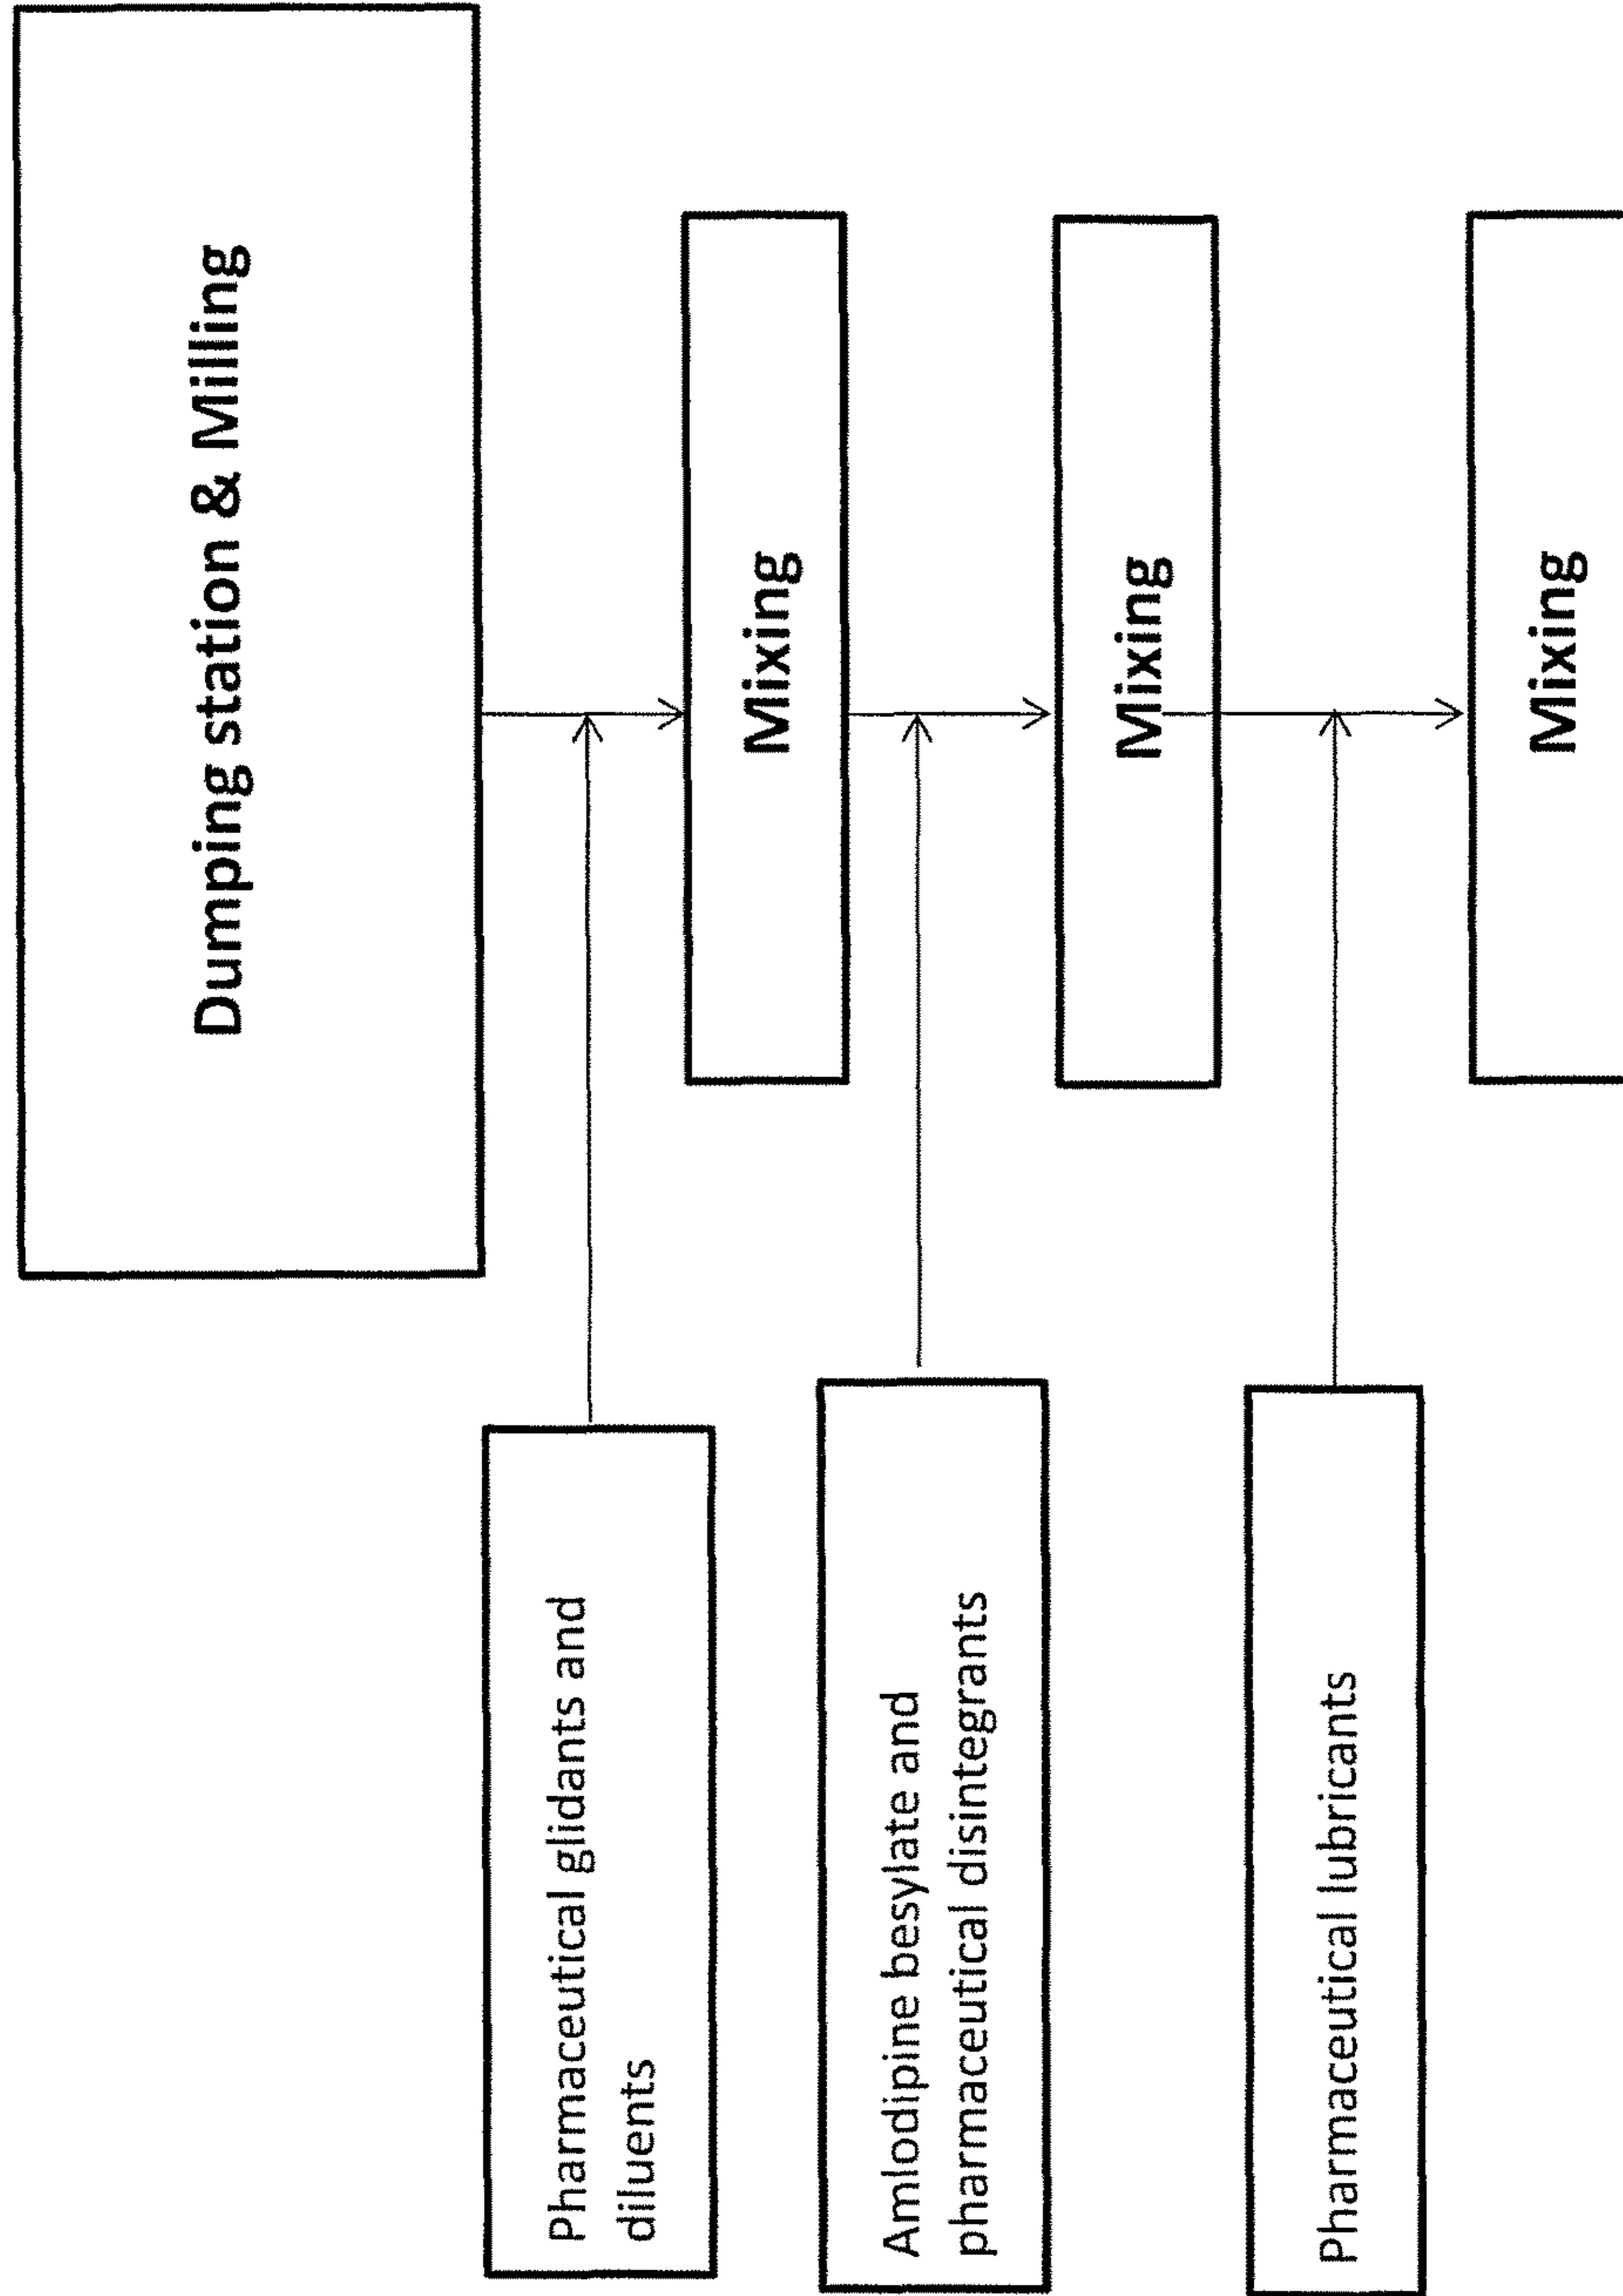 Dumping station & Milling
Pharmaceutical glidants and
diluents
Mixing
Amlodipine besylate and
pharmaceutical disintegrants
Mixing
Pharmaceutical lubricants
Mixing